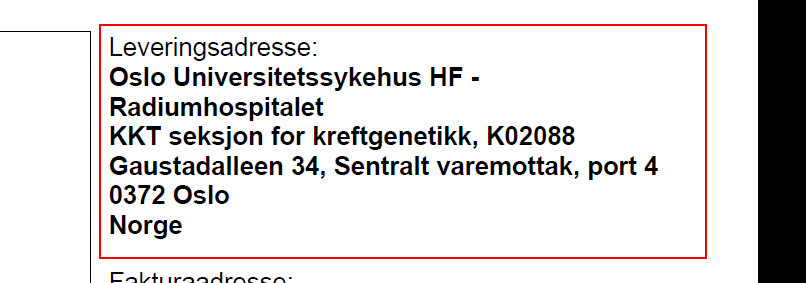 Leveringsadresse:
Oslo Universitetssykehus HF -
Radiumhospitalet
KKT seksjon for kreftgenetikk, K02088
Gaustadalleen 34, Sentralt varemottak, port 4
0372 Oslo
Norge
Fakturaadresse: